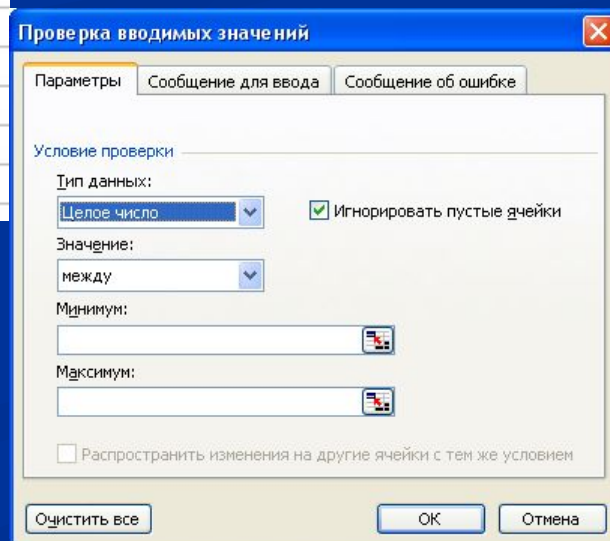 Проверка вводимых значений
Параметры Сообщение для ввода Сообщение об ошибке
Условие проверки
Тип данных:
Целое число Игнорировать пустые ячейки
Значение:
между
Минимум:
Максимум:
Распространить изменения на другие ячейки с тем же условием
Очистить все ОК Отмена